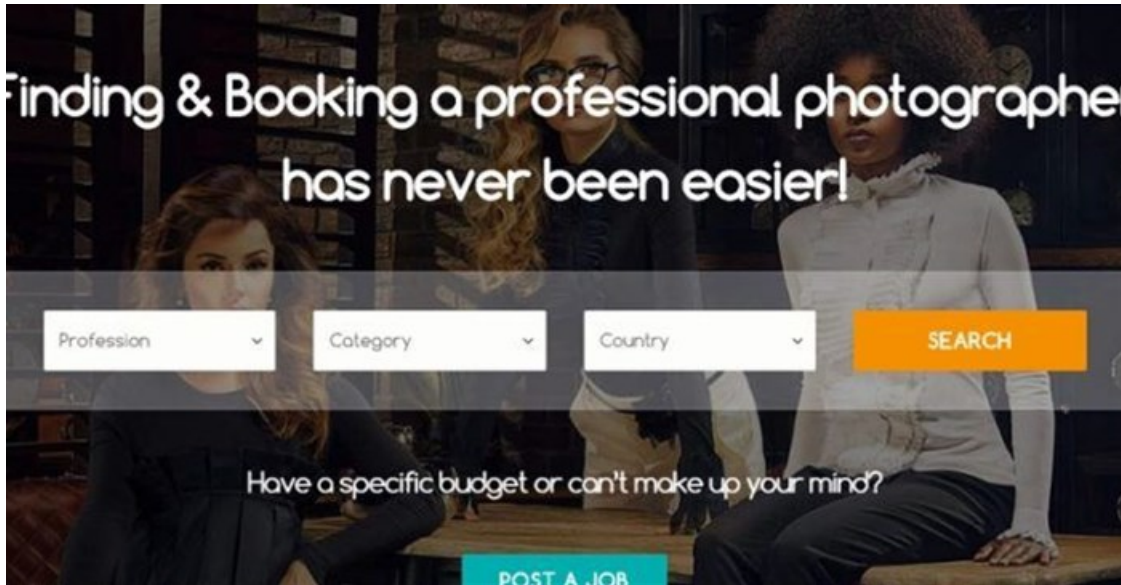 Finding & Booking a professional photographer
has never been easier!
Profession
Category
Country
SEARCH
Have a specific budget or can't make up your mind?
POST A JOB